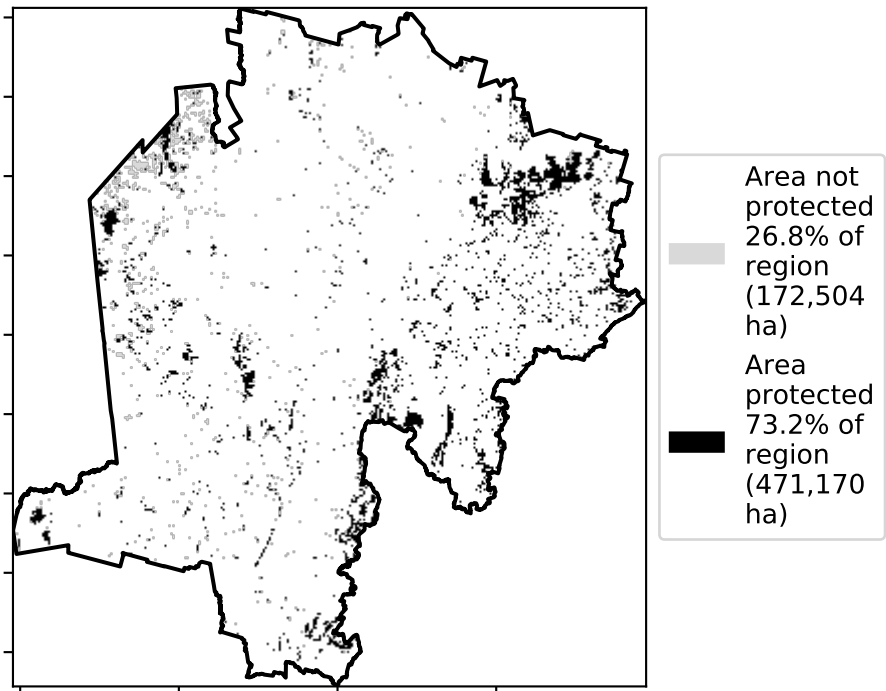 Area not
protected
26.8% of
region
(172,504
ha)
Area
protected
73.2% of
region
(471,170
ha)